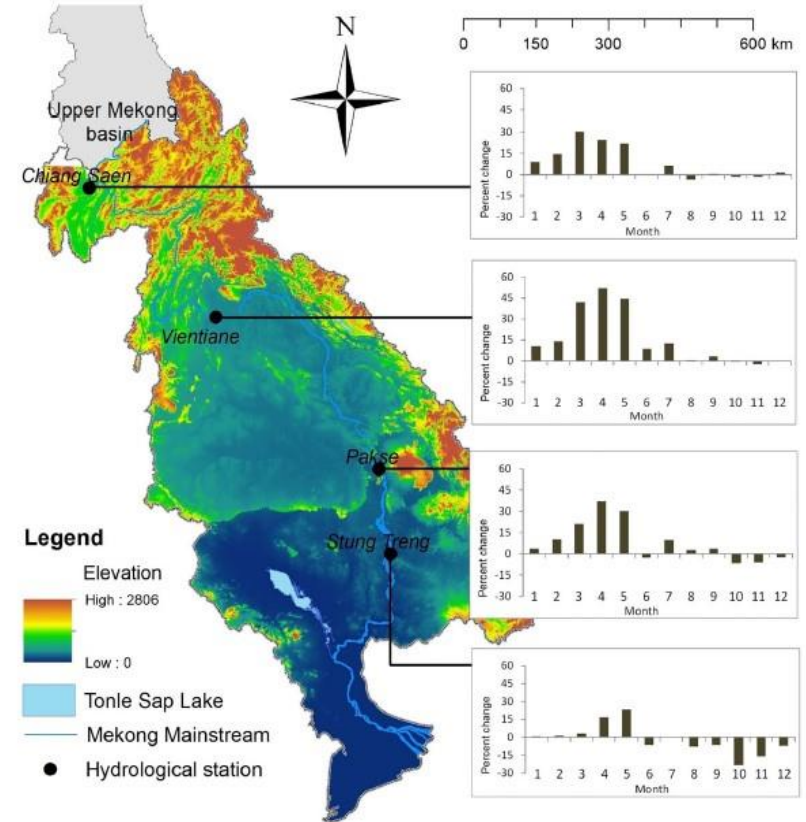 N
0 150 300 600 km
Upper Mekong
basin
Chiang Saen
Vientiane
Pakse
Stung Treng
Legend
Elevation
High : 2806
Low : 0
Tonle Sap Lake
Mekong Mainstream
Hydrological station
Percent change
60
45
30
15
0
-15
-30
1 2 3 4 5 6 7 8 9 10 11 12
Month
Percent change
60
45
30
15
0
-15
-30
1 2 3 4 5 6 7 8 9 10 11 12
Month
Percent change
60
45
30
15
0
-15
-30
1 2 3 4 5 6 7 8 9 10 11 12
Month
Percent change
60
45
30
15
0
-15
-30
1 2 3 4 5 6 7 8 9 10 11 12
Month